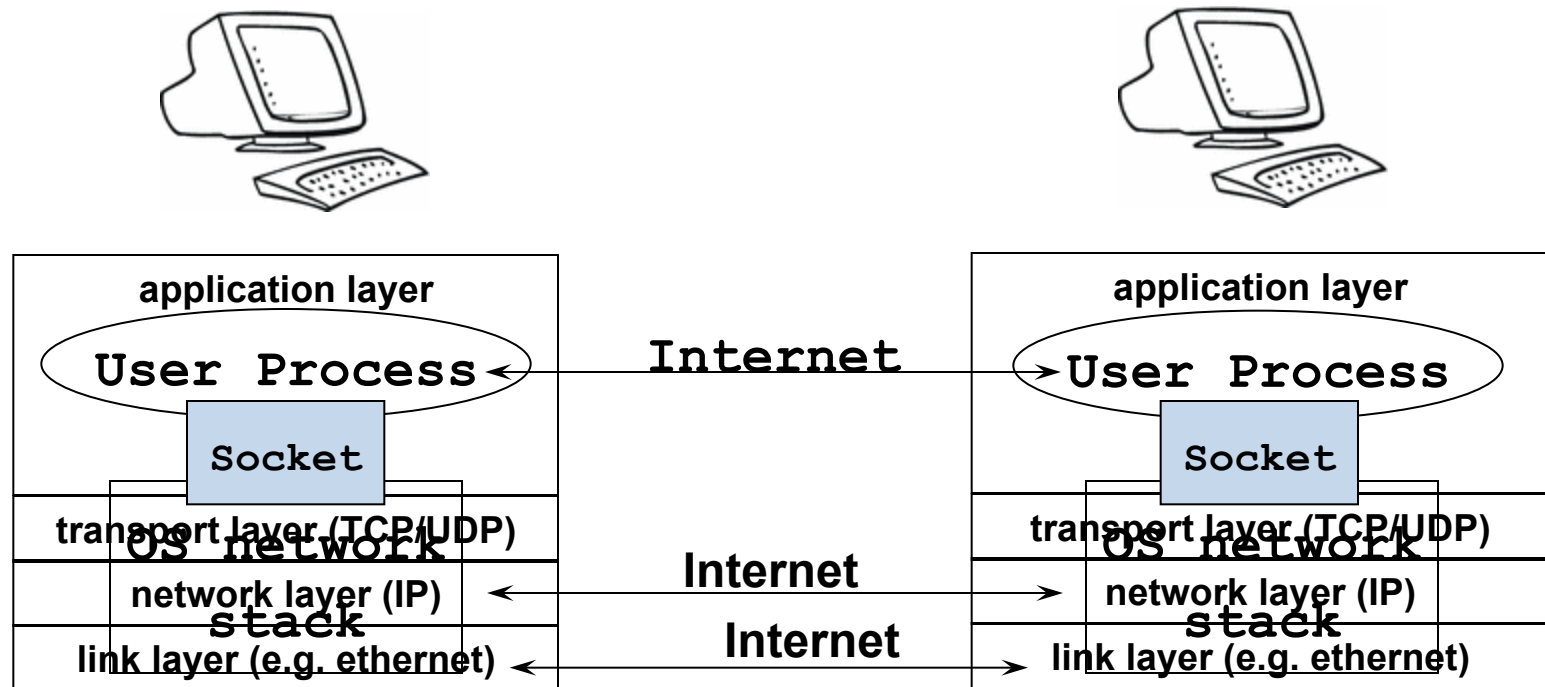 application layer
User Process
Socket
transport layer (TCP/UDP)
OS network
network layer (IP)
stack
link layer (e.g. ethernet)
Internet
Internet
Internet
application layer
User Process
Socket
transport layer (TCP/UDP)
OS network
network layer (IP)
stack
link layer (e.g. ethernet)